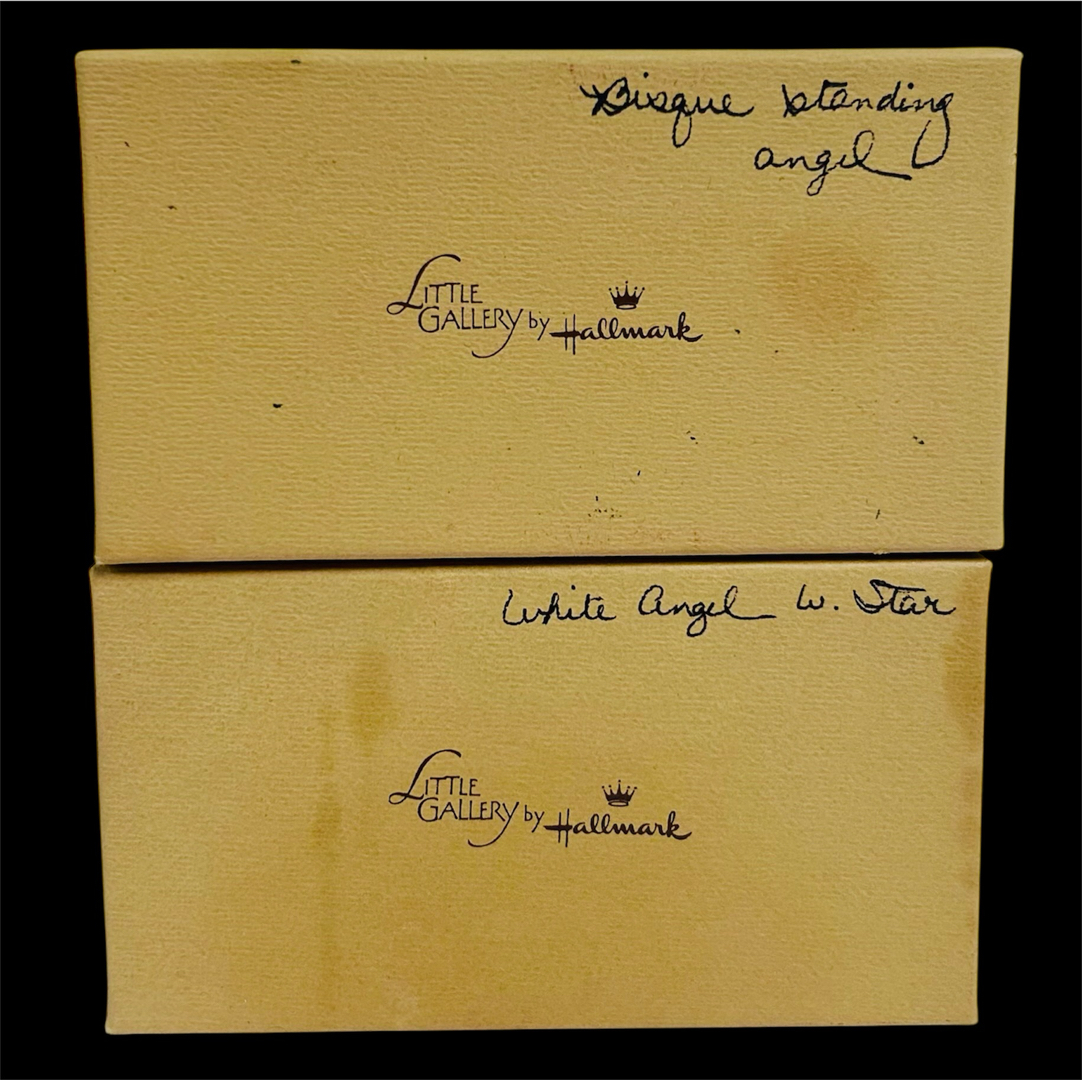 Bisque standing
angel
LITTLE
GALLERY by Hallmark
White Angel W. Star
LITTLE
GALLERY by Hallmark